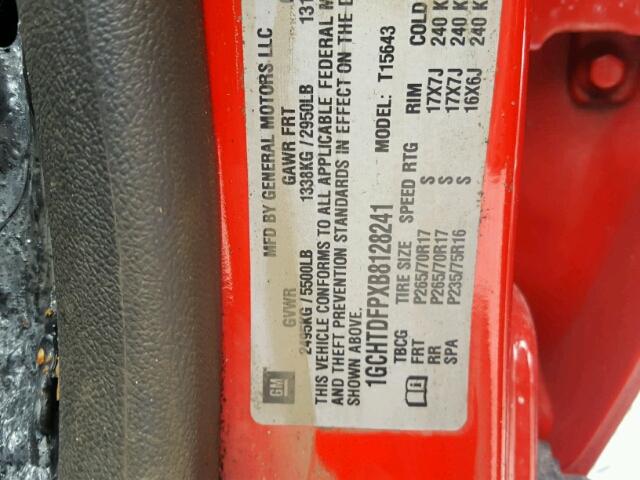 GM
MFD BY GENERAL MOTORS LLC
GVWR GAWR FRT
2495KG / 5500LB 1338KG / 2950LB 131
THIS VEHICLE CONFORMS TO ALL APPLICABLE FEDERAL M
AND THEFT PREVENTION STANDARDS IN EFFECT ON THE D
SHOWN ABOVE.
1GCHTDFPXB8128241 MODEL: T15643
TBCG TIRE SIZE SPEED RTG RIM COLD
FRT P265/70R17 S 17X7J 240 K
RR P265/70R17 S 17X7J 240 K
SPA P235/75R16 S 16X6J 240 K